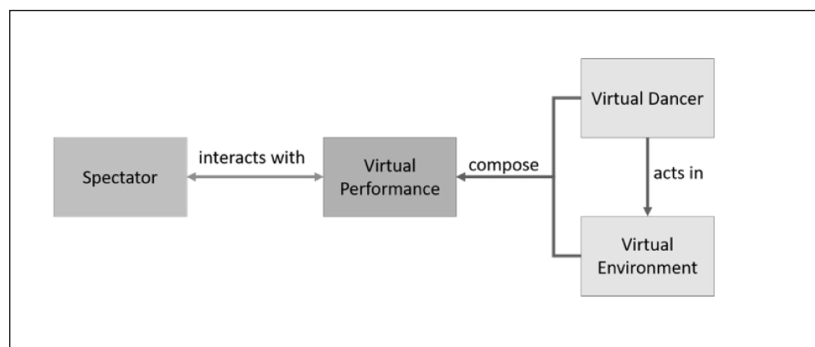 Spectator
interacts with
Virtual
Performance
compose
Virtual Dancer
acts in
Virtual
Environment